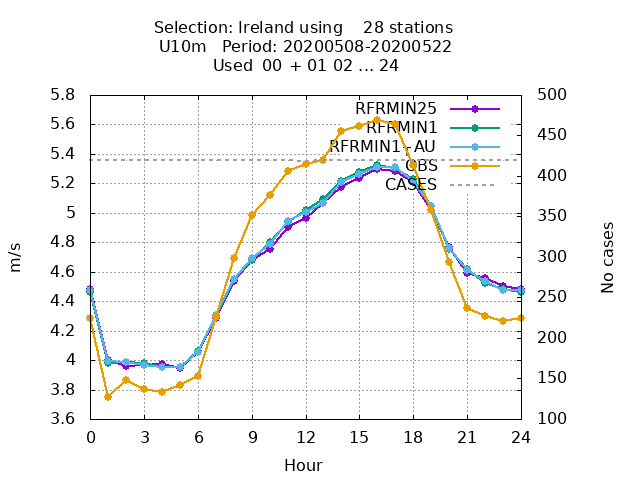 Selection: Ireland using 28 stations
U10m Period: 20200508-20200522
Used 00 + 01 02 ... 24
5.8
5.6
5.4
5.2
5
4.8
4.6
4.4
4.2
4
3.8
3.6
500
450
400
350
300
250
200
150
100
RFRMIN25
RFRMIN1
RFRMIN1-AU
OBS
CASES
m/s
No cases
0 3 6 9 12 15 18 21 24
Hour